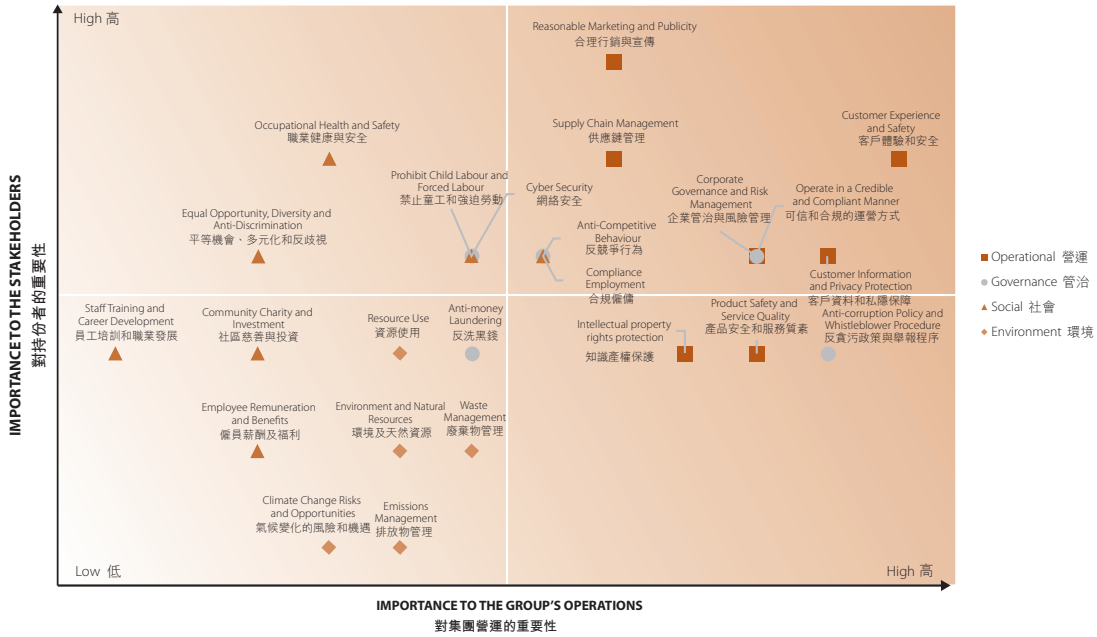 High 高
Reasonable Marketing and Publicity
合理行銷與宣傳
Occupational Health and Safety
職業健康與安全
Supply Chain Management
供應鏈管理
Customer Experience
and Safety
客戶體驗和安全
Prohibit Child Labour and
Forced Labour
禁止童工和強迫勞動
Cyber Security
網絡安全
Corporate
Governance and Risk
Management
企業管治與風險管理
Operate in a Credible
and Compliant Manner
可信和合規的運營方式
Equal Opportunity, Diversity and
Anti-Discrimination
平等機會、多元化和反歧視
Anti-Competitive
Behaviour
反競爭行為
Compliance
Employment
合規僱傭
Customer Information
and Privacy Protection
客戶資料和私隱保障
Staff Training and
Career Development
員工培訓和職業發展
Community Charity and
Investment
社區慈善與投資
Resource Use
資源使用
Anti-money
Laundering
反洗黑錢
Intellectual property
rights protection
知識產權保護
Product Safety and
Service Quality
產品安全和服務質素
Anti-corruption Policy and
Whistleblower Procedure
反貪污政策與舉報程序
Employee Remuneration
and Benefits
僱員薪酬及福利
Environment and Natural
Resources
環境及天然資源
Waste
Management
廢棄物管理
Climate Change Risks
and Opportunities
氣候變化的風險和機遇
Emissions
Management
排放物管理
Low 低
High 高
IMPORTANCE TO THE STAKEHOLDERS
對持份者的重要性
IMPORTANCE TO THE GROUP'S OPERATIONS
對集團營運的重要性
Operational 營運
Governance 管治
Social 社會
Environment 環境